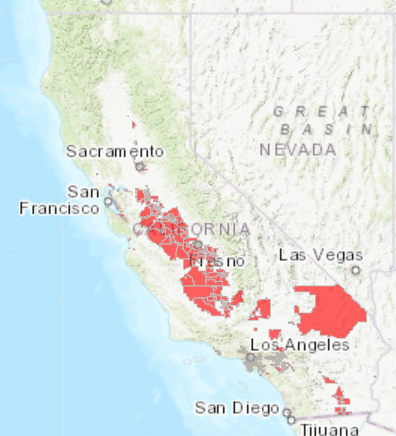 GREAT
BASIN
NEVADA
Sacramento
San
Francisco
CALIFORNIA
Fresno
Las Vegas
Los Angeles
San Diego
Tijuana